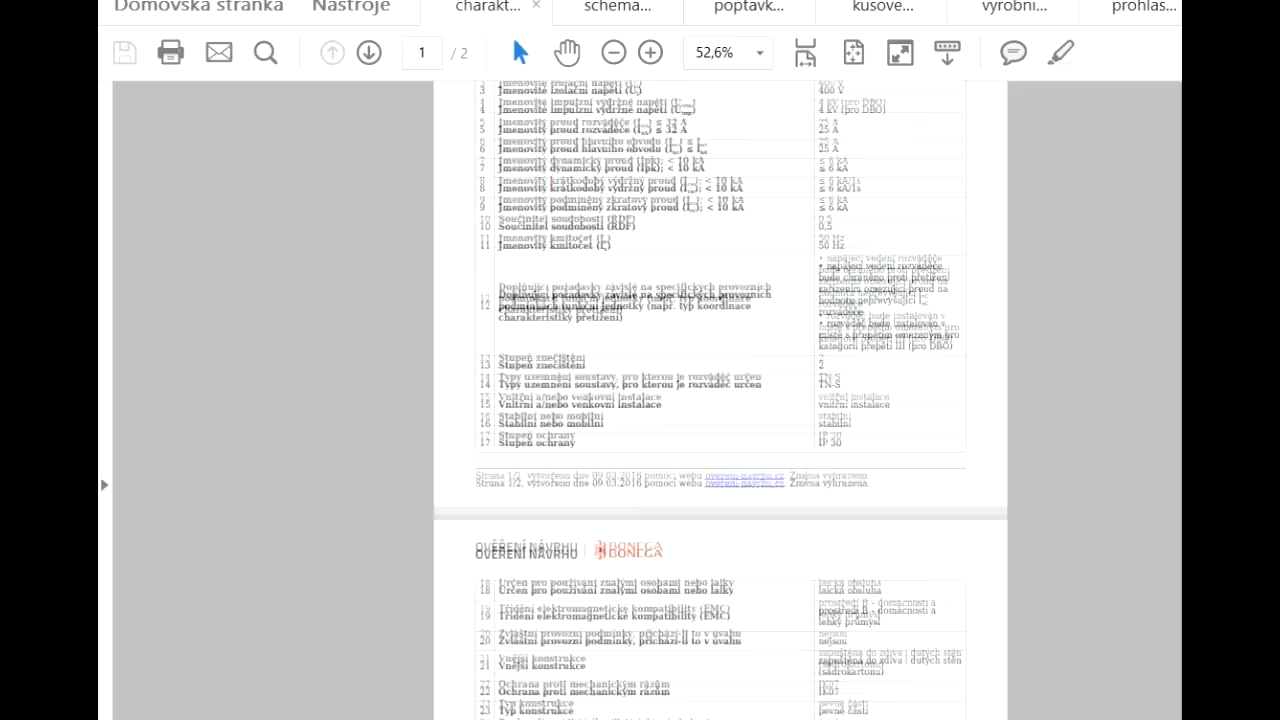 Domovská stránka Nástroje charakt... × schema... poptávk... kusové... výrobní... prohláš...
1 / 2 52,6%
3 Jmenovité izolační napětí (Ui) 400 V
4 Jmenovité impulzní výdržné napětí (Uimp) 4 kV (pro DBO)
5 Jmenovitý proud rozváděče (InA) ≤ 32 A 25 A
6 Jmenovitý proud hlavního obvodu 25 A
7 Jmenovitý dynamický proud (Ipk); < 10 kA ≤ 6 kA
8 Jmenovitý krátkodobý výdržný proud (Icw); < 10 kA ≤ 6 kA/1s
9 Jmenovitý podmíněný zkratový proud (Icc); < 10 kA ≤ 6 kA
10 Součinitel soudobosti (RDF) 0,5
11 Jmenovitý kmitočet (fn) 50 Hz
12 Doplňující požadavky závislé na specifických provozních
podmínkách funkční jednotky (např. typ koordinace
charakteristiky přetížení)
• napájecí vedení rozváděče
bude chráněno proti přetížení
zařízením omezující proud na
hodnotu nepřevyšující
rozváděče
• rozváděč bude instalován v
místě s přepětím omezeným pro
kategorii přepětí III (pro DBO)
13 Stupeň znečištění 2
14 Typy uzemnění soustavy, pro kterou je rozváděč určen TN-S
15 Vnitřní a/nebo venkovní instalace vnitřní instalace
16 Stabilní nebo mobilní stabilní
17 Stupeň ochrany IP 30
Strana 1/2, vytvořeno dne 09.03.2016 pomocí webu overeni-navrhu.cz. Změna vyhrazena.
OVĚŘENÍ NÁVRHU DONEGA
18 Určen pro používání znalými osobami nebo laiky laická obsluha
19 Třídění elektromagnetické kompatibility (EMC) prostředí B - domácnosti a
lehký průmysl
20 Zvláštní provozní podmínky, přichází-li to v úvahu nejsou
21 Vnější konstrukce zapuštěná do zdiva i dutých stěn
(sádrokartona)
22 Ochrana proti mechanickým rázům IK07
23 Typ konstrukce pevné části